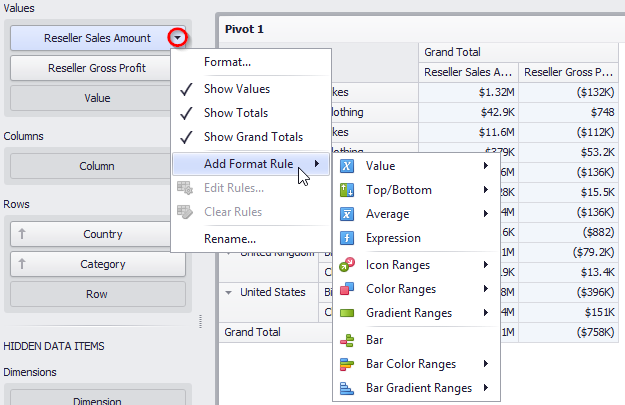 Values
Reseller Sales Amount
Reseller Gross Profit
Value
Columns
Column
Rows
Country
Category
Row
HIDDEN DATA ITEMS
Dimensions
Dimension
Format...
Show Values
Show Totals
Show Grand Totals
Add Format Rule
Edit Rules...
Clear Rules
Rename...
Value
Top/Bottom
Average
Expression
Icon Ranges
Color Ranges
Gradient Ranges
Bar
Bar Color Ranges
Bar Gradient Ranges
Pivot 1
Grand Total
Reseller Sales A... Reseller Gross P...
kes $1.32M ($132K)
othing $42.9K $748
kes $11.6M ($112K)
$379K $53.2K
6M ($136K)
28K $15.5K
4M ($136K)
6K ($882)
United Kingdom 1M ($79.2K)
C 9K $13.4K
United States Bi 8M ($396K)
C 4M $151K
Grand Total 1M ($758K)